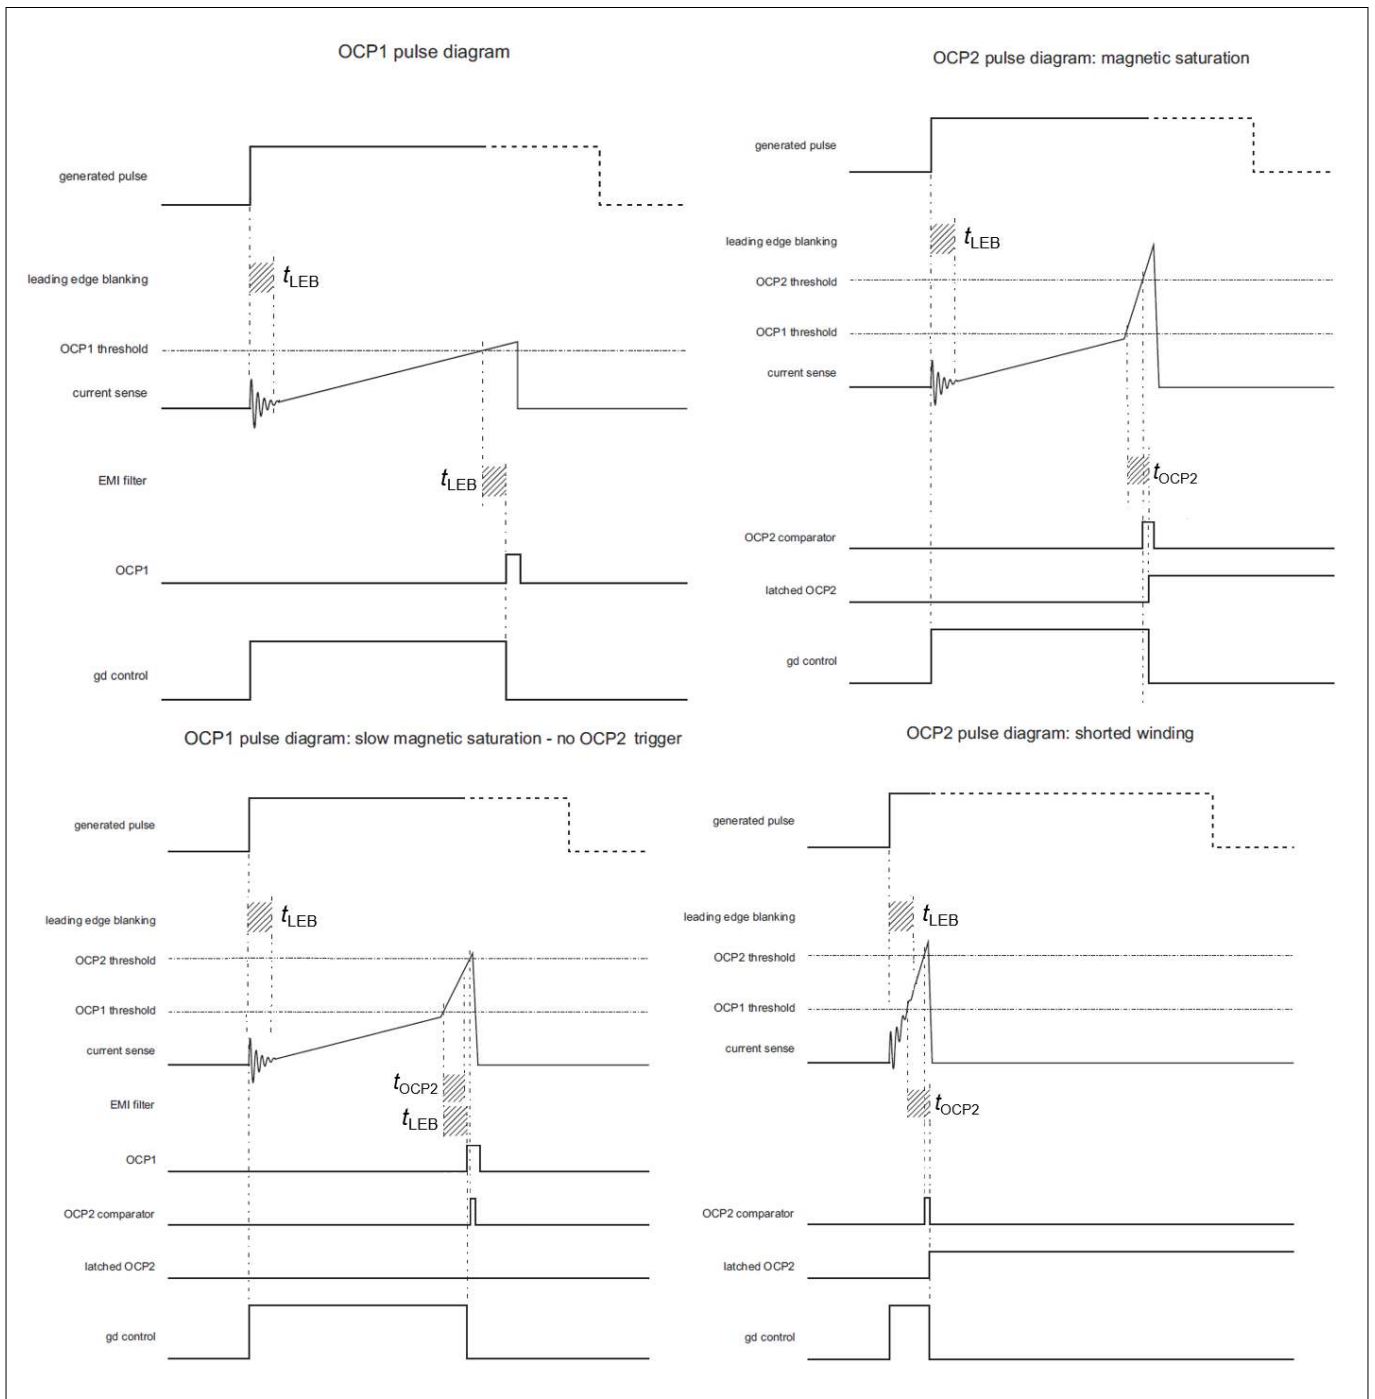 OCP1 pulse diagram
generated pulse
leading edge blanking
tLEB
OCP1 threshold
current sense
EMI filter
tLEB
OCP1
gd control
OCP2 pulse diagram: magnetic saturation
generated pulse
leading edge blanking
tLEB
OCP2 threshold
OCP1 threshold
current sense
tOCP2
OCP2 comparator
latched OCP2
gd control
OCP1 pulse diagram: slow magnetic saturation - no OCP2 trigger
generated pulse
leading edge blanking
tLEB
OCP2 threshold
OCP1 threshold
current sense
tOCP2
EMI filter
tLEB
OCP1
OCP2 comparator
latched OCP2
gd control
OCP2 pulse diagram: shorted winding
generated pulse
leading edge blanking
tLEB
OCP2 threshold
OCP1 threshold
current sense
tOCP2
OCP2 comparator
latched OCP2
gd control